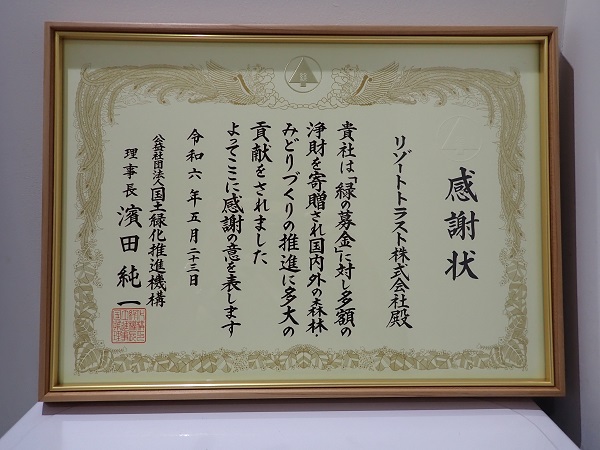 感謝状
リゾートトラスト株式会社殿
貴社は「緑の募金」に対し多額の
浄財を寄贈され国内外の森林・
みどりづくりの推進に多大の
貢献をされました
よってここに感謝の意を表します
令和六年五月二十三日
公益社団法人国土緑化推進機構
理事長 濱田純一